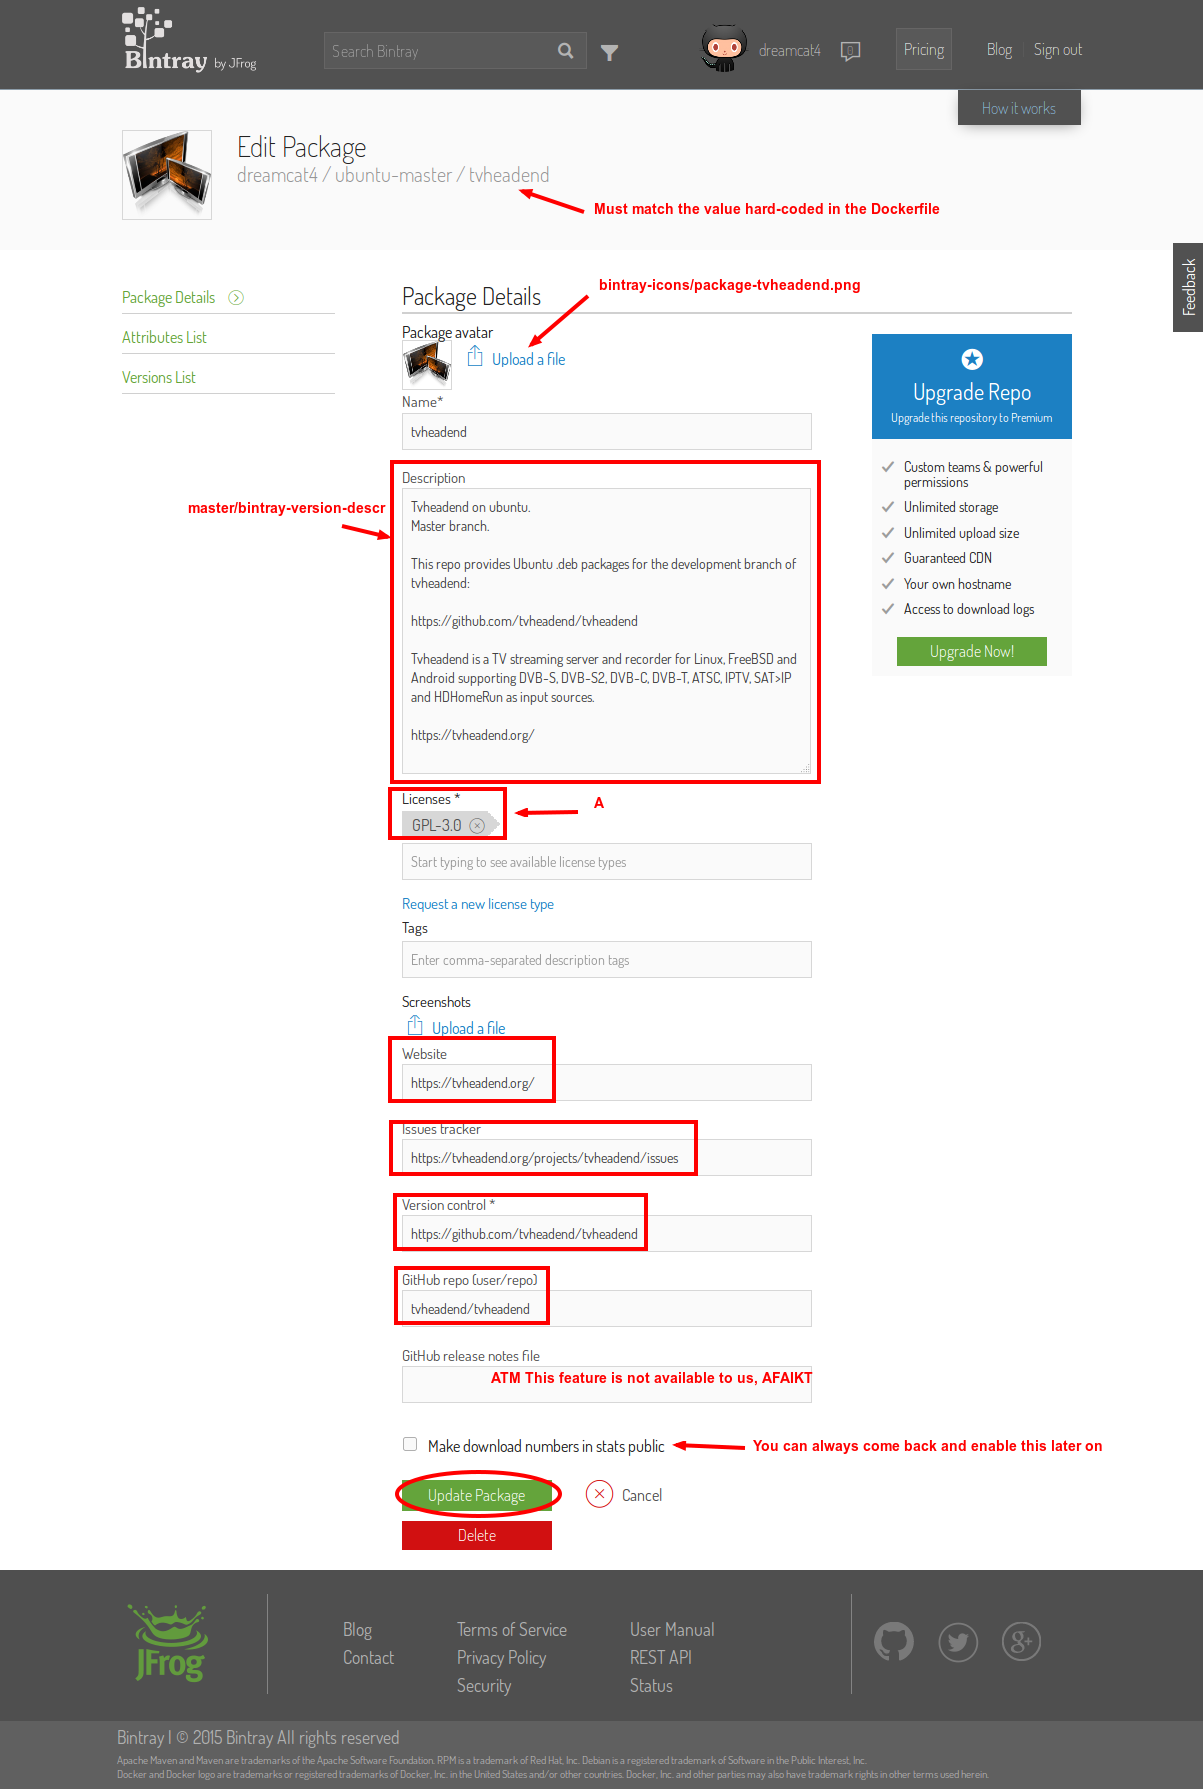 Bintray by JFrog
Search Bintray
dreamcat4
0
Pricing
Blog
Sign out
How it works
Edit Package
dreamcat4 / ubuntu-master / tvheadend
Must match the value hard-coded in the Dockerfile
Feedback
Package Details
Attributes List
Versions List
Package Details
bintray-icons/package-tvheadend.png
Package avatar
Upload a file
Name*
tvheadend
master/bintray-version-descr
Description
Tvheadend on ubuntu.
Master branch.
This repo provides Ubuntu .deb packages for the development branch of
tvheadend:
https://github.com/tvheadend/tvheadend
Tvheadend is a TV streaming server and recorder for Linux, FreeBSD and
Android supporting DVB-S, DVB-S2, DVB-C, DVB-T, ATSC, IPTV, SAT>IP
and HDHomeRun as input sources.
https://tvheadend.org/
Upgrade Repo
Upgrade this repository to Premium
Custom teams & powerful
permissions
Unlimited storage
Unlimited upload size
Guaranteed CDN
Your own hostname
Access to download logs
Upgrade Now!
Licenses *
A
GPL-3.0
Start typing to see available license types
Request a new license type
Tags
Enter comma-separated description tags
Screenshots
Upload a file
Website
https://tvheadend.org/
Issues tracker
https://tvheadend.org/projects/tvheadend/issues
Version control *
https://github.com/tvheadend/tvheadend
GitHub repo (user/repo)
tvheadend/tvheadend
GitHub release notes file
ATM This feature is not available to us, AFAIKT
Make download numbers in stats public
You can always come back and enable this later on
Update Package
Cancel
Delete
JFrog
Blog
Contact
Terms of Service
Privacy Policy
Security
User Manual
REST API
Status
g+
Bintray | © 2015 Bintray All rights reserved
Apache Maven and Maven are trademarks of the Apache Software Foundation. RPM is a trademark of Red Hat, Inc. Debian is a registered trademark of Software in the Public Interest, Inc.
Docker and Docker logo are trademarks or registered trademarks of Docker, Inc. in the United States and/or other countries. Docker, Inc. and other parties may also have trademark rights in other terms used herein.